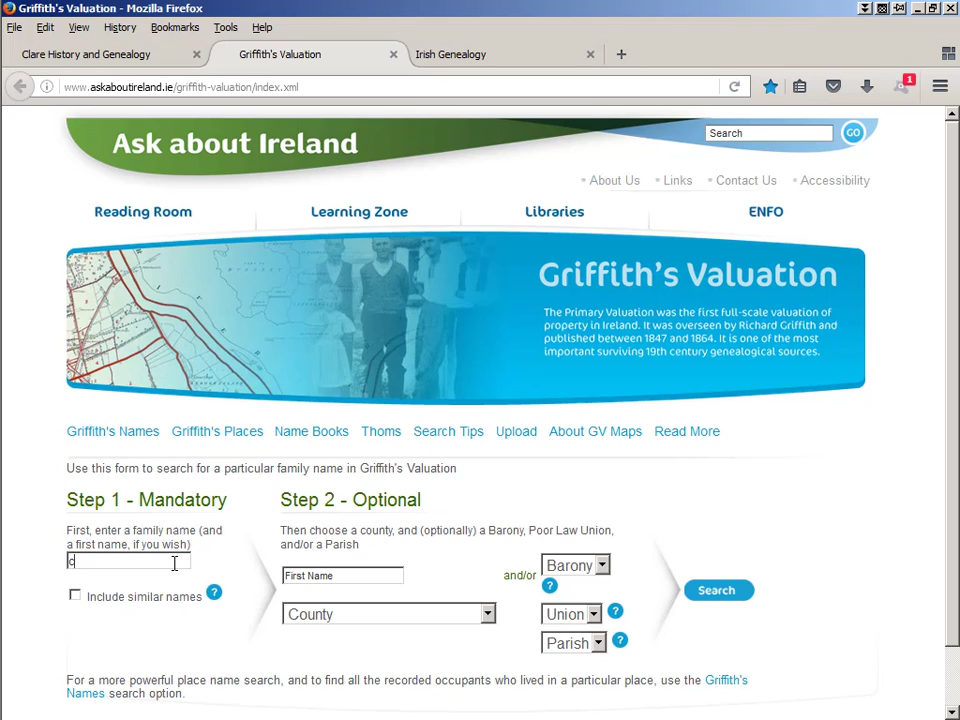 Griffith's Valuation - Mozilla Firefox
File Edit View History Bookmarks Tools Help
Clare History and Genealogy Griffith's Valuation Irish Genealogy
www.askaboutireland.ie/griffith-valuation/index.xml 1
Ask about Ireland
Search GO
About Us Links Contact Us Accessibility
Reading Room Learning Zone Libraries ENFO
Griffith's Valuation
The Primary Valuation was the first full-scale valuation
of property in Ireland. It was overseen by Richard Griffith and
published between 1847 and 1864. It is one of the most
important surviving 19th century genealogical sources.
Griffith's Names Griffith's Places Name Books Thoms Search Tips Upload About GV Maps Read More
Use this form to search for a particular family name in Griffith's Valuation
Step 1 - Mandatory
First, enter a family name (and
a first name, if you wish)
c
Include similar names ?
Step 2 - Optional
Then choose a county, and (optionally) a Barony, Poor Law Union,
and/or a Parish
First Name
and/or
County
Barony
?
Union ?
Parish ?
Search
For a more powerful place name search, and to find all the recorded occupants who lived in a particular place, use the Griffith's
Names search option.